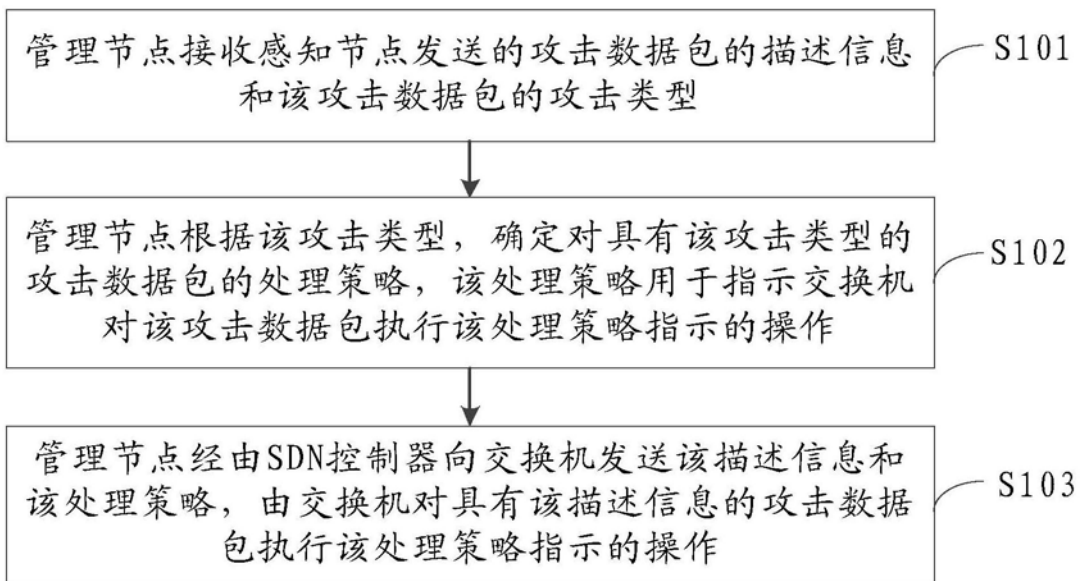 管理节点接收感知节点发送的攻击数据包的描述信息
和该攻击数据包的攻击类型
S101
管理节点根据该攻击类型，确定对具有该攻击类型的
攻击数据包的处理策略，该处理策略用于指示交换机
对该攻击数据包执行该处理策略指示的操作
S102
管理节点经由SDN控制器向交换机发送该描述信息和
该处理策略，由交换机对具有该描述信息的攻击数据
包执行该处理策略指示的操作
S103